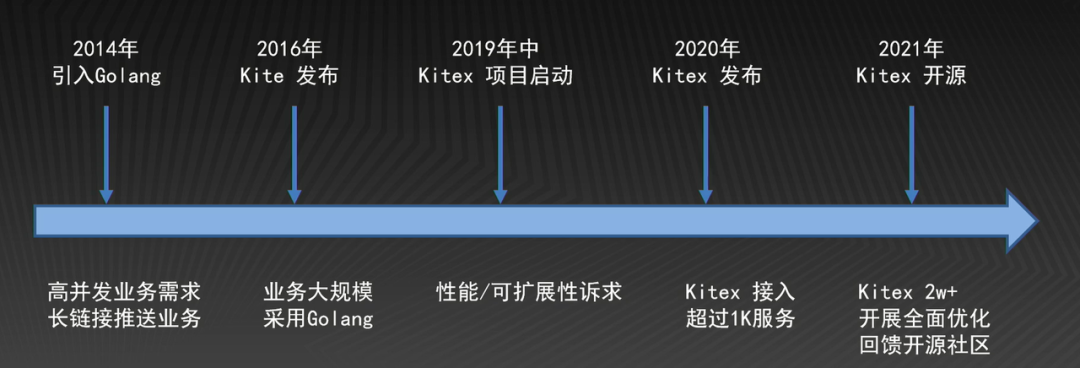 2014年
引入Golang
2016年
Kite 发布
2019年中
Kitex 项目启动
2020年
Kitex 发布
2021年
Kitex 开源
高并发业务需求
长链接推送业务
业务大规模
采用Golang
性能/可扩展性诉求
Kitex 接入
超过1K服务
Kitex 2w+
开展全面优化
回馈开源社区